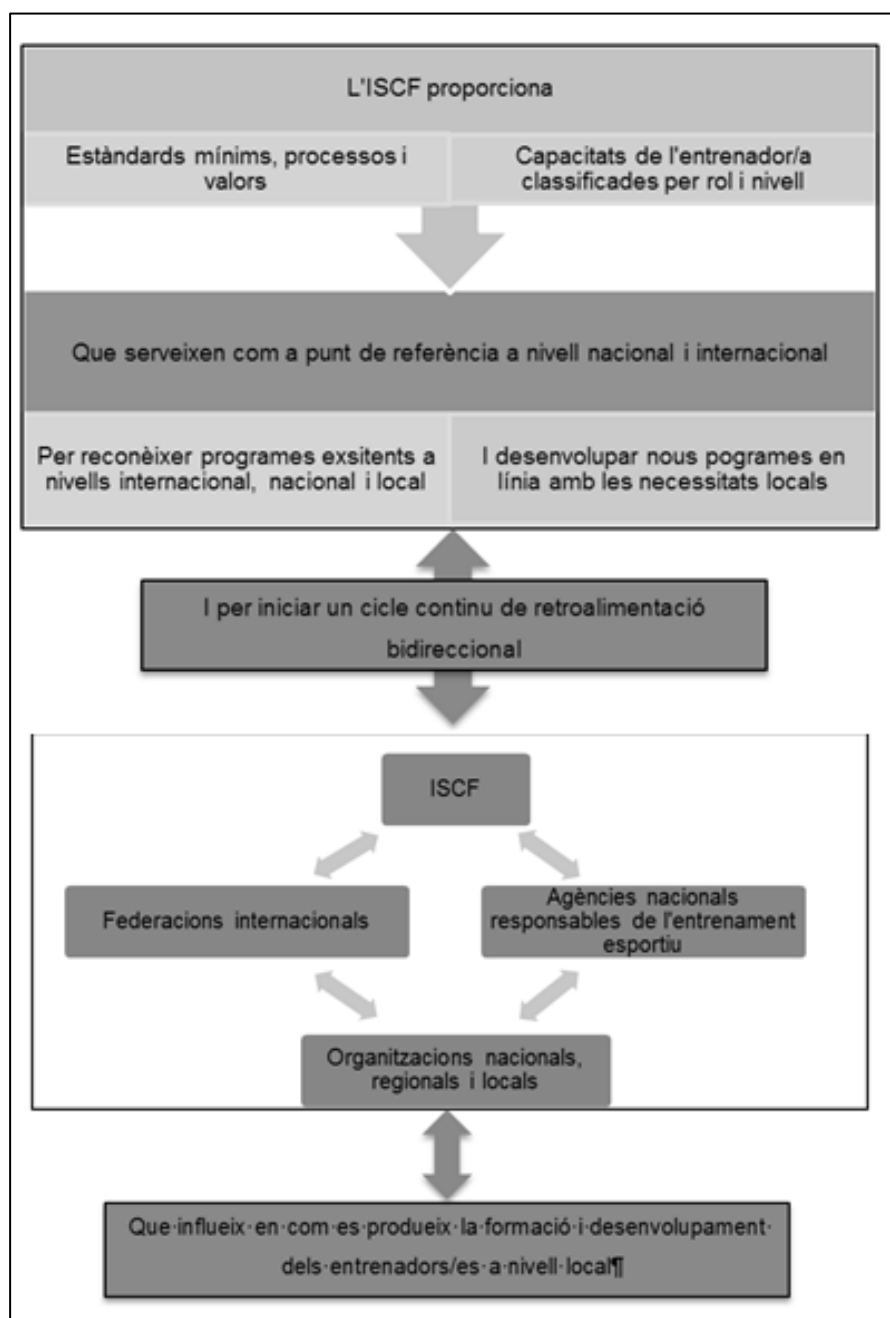 L'ISCF proporciona
Estàndards mínims, processos i
valors
Capacitats de l'entrenador/a
classificades per rol i nivell
Que serveixen com a punt de referència a nivell nacional i internacional
Per reconèixer programes exsitents a
nivells internacional, nacional i local
I desenvolupar nous pogrames en
línia amb les necessitats locals
I per iniciar un cicle continu de retroalimentació
bidireccional
ISCF
Federacions internacionals
Agències nacionals
responsables de l'entrenament
esportiu
Organitzacions nacionals,
regionals i locals
Que·influeix·en·com·es·produeix·la·formació·i·desenvolupament·
dels·entrenadors/es·a·nivell·local¶